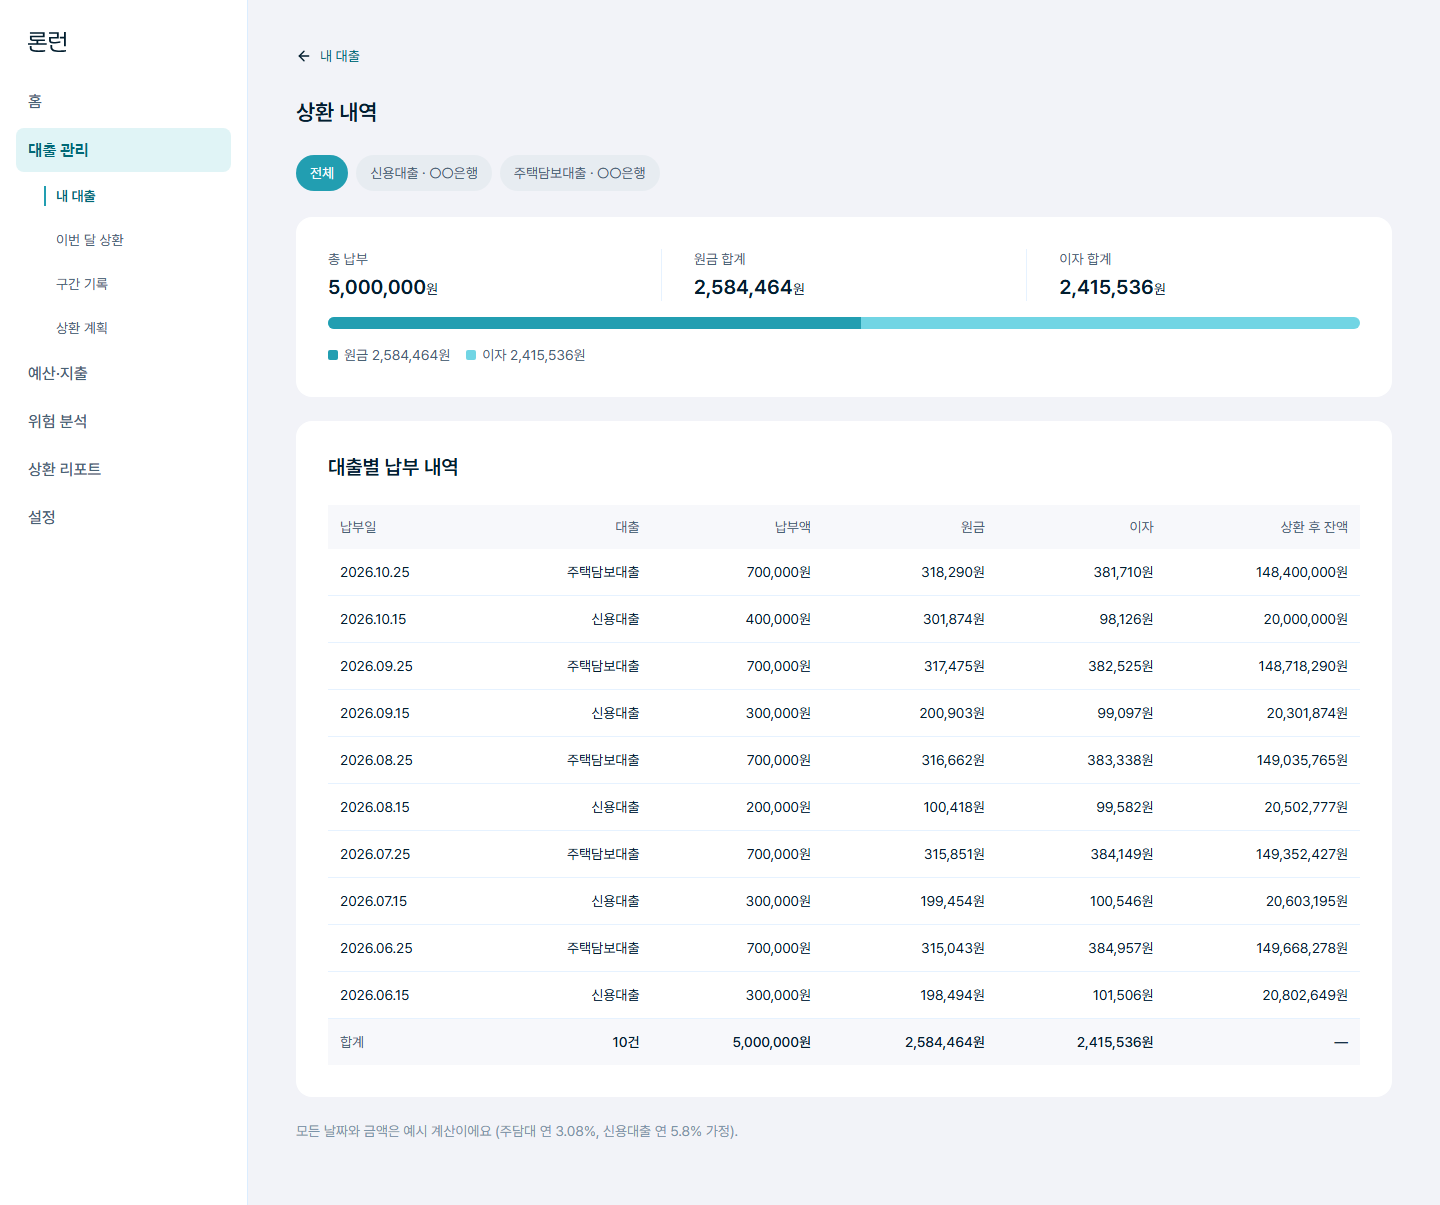 론런
홈
대출 관리
내 대출
이번 달 상환
구간 기록
상환 계획
예산·지출
위험 분석
상환 리포트
설정
← 내 대출
상환 내역
전체 신용대출 · ○○은행 주택담보대출 · ○○은행
총 납부 원금 합계 이자 합계
5,000,000원 2,584,464원 2,415,536원
원금 2,584,464원 이자 2,415,536원
대출별 납부 내역
납부일 대출 납부액 원금 이자 상환 후 잔액
2026.10.25 주택담보대출 700,000원 318,290원 381,710원 148,400,000원
2026.10.15 신용대출 400,000원 301,874원 98,126원 20,000,000원
2026.09.25 주택담보대출 700,000원 317,475원 382,525원 148,718,290원
2026.09.15 신용대출 300,000원 200,903원 99,097원 20,301,874원
2026.08.25 주택담보대출 700,000원 316,662원 383,338원 149,035,765원
2026.08.15 신용대출 200,000원 100,418원 99,582원 20,502,777원
2026.07.25 주택담보대출 700,000원 315,851원 384,149원 149,352,427원
2026.07.15 신용대출 300,000원 199,454원 100,546원 20,603,195원
2026.06.25 주택담보대출 700,000원 315,043원 384,957원 149,668,278원
2026.06.15 신용대출 300,000원 198,494원 101,506원 20,802,649원
합계 10건 5,000,000원 2,584,464원 2,415,536원 —
모든 날짜와 금액은 예시 계산이에요 (주담대 연 3.08%, 신용대출 연 5.8% 가정).